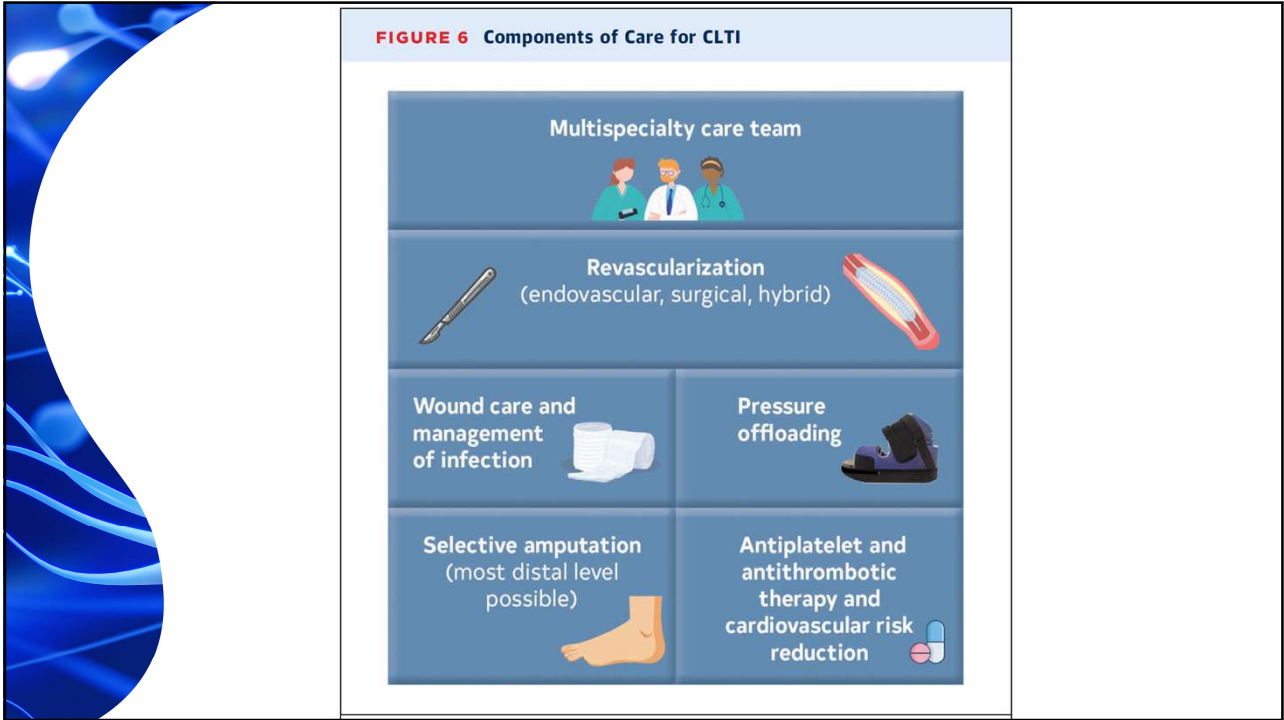 FIGURE 6 Components of Care for CLTI
Multispecialty care team
Revascularization
(endovascular, surgical, hybrid)
Wound care and
management
of infection
Pressure
offloading
Selective amputation
(most distal level
possible)
Antiplatelet and
antithrombotic
therapy and
cardiovascular risk
reduction